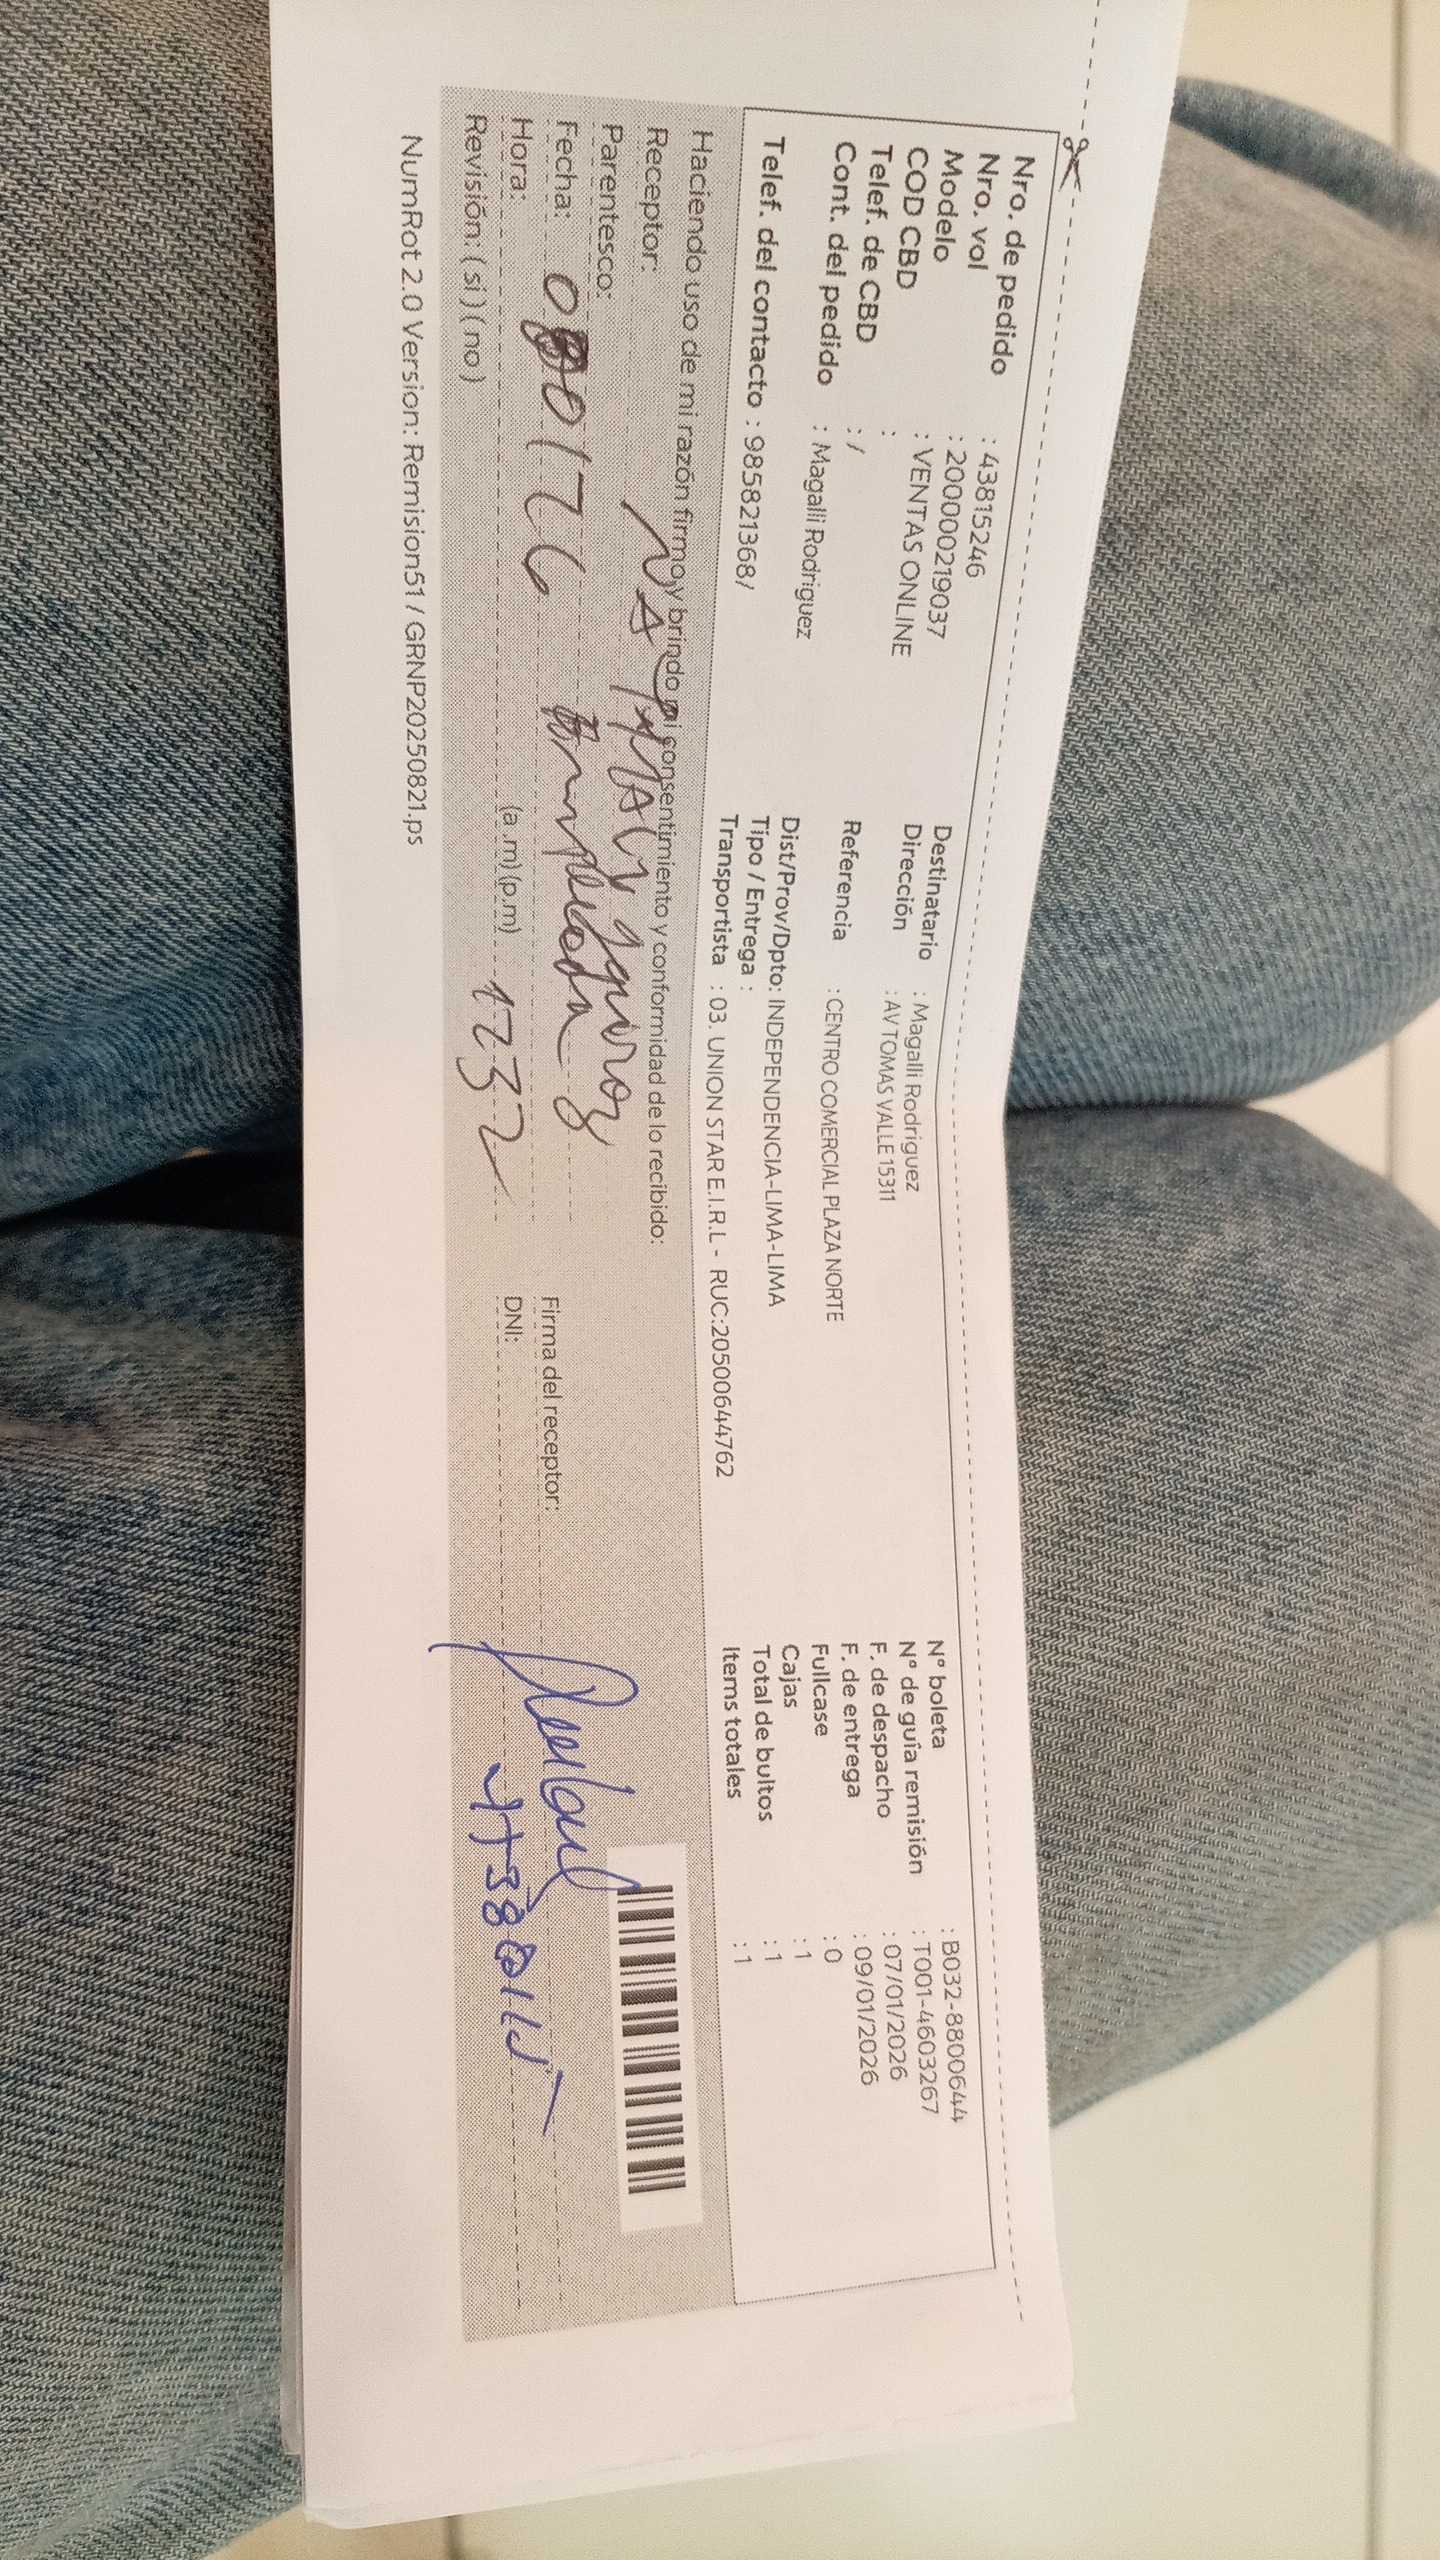 Nro. de pedido : 43815246
Nro. vol : 200000219037
Modelo : VENTAS ONLINE
COD CBD :
Telef. de CBD : /
Cont. del pedido : Magalli Rodriguez
Telef. del contacto : 985821368/
Destinatario : Magalli Rodriguez
Dirección : AV TOMAS VALLE 15311
Referencia : CENTRO COMERCIAL PLAZA NORTE
Dist/Prov/Dpto: INDEPENDENCIA-LIMA-LIMA
Tipo / Entrega :
Transportista : 03. UNION STAR E.I.R.L - RUC:20500644762
Nº boleta : B032-8800644
Nº de guía remisión : T001-4603267
F. de despacho : 07/01/2026
F. de entrega : 09/01/2026
Fullcase : 0
Cajas : 1
Total de bultos : 1
Items totales : 1
Haciendo uso de mi razón firmo y brindo mi consentimiento y conformidad de lo recibido:
Receptor:
Parentesco:
Fecha:
Hora: (a.m)(p.m) 1232
Revisión: ( si ) ( no )
Firma del receptor:
DNI:
NumRot 2.0 Version: Remision51 / GRNP20250821.ps